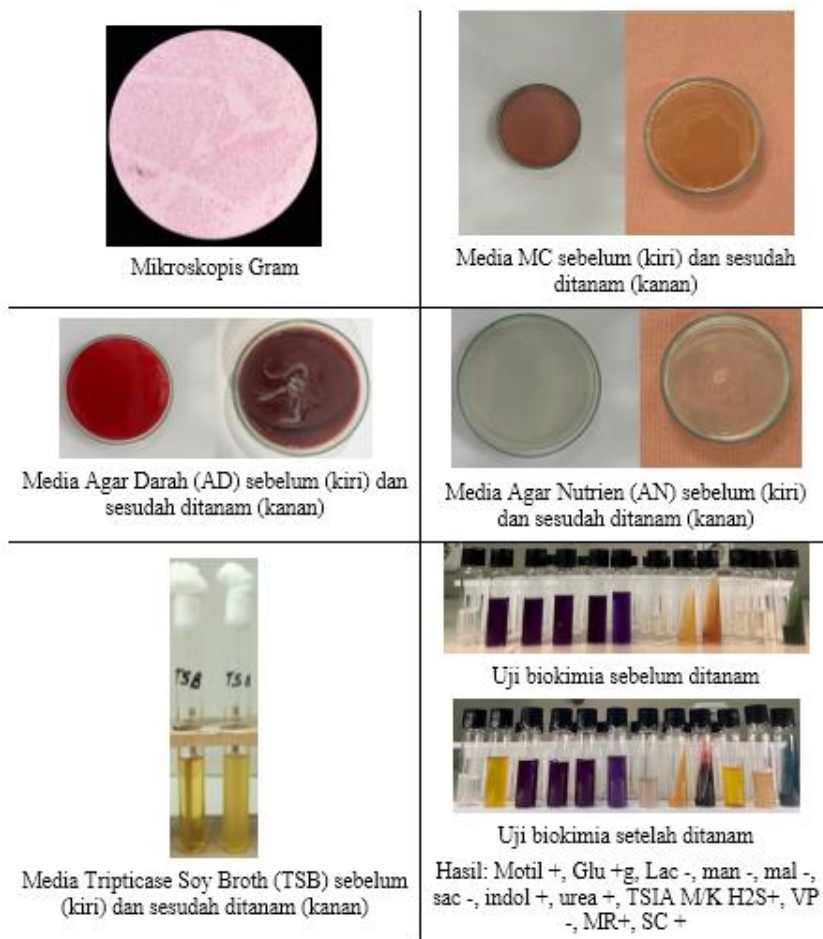 Mikroskopis Gram
Media MC sebelum (kiri) dan sesudah
ditanam (kanan)
Media Agar Darah (AD) sebelum (kiri) dan
sesudah ditanam (kanan)
Media Agar Nutrien (AN) sebelum (kiri)
dan sesudah ditanam (kanan)
TSB TSB
Media Tripticase Soy Broth (TSB) sebelum
(kiri) dan sesudah ditanam (kanan)
Uji biokimia sebelum ditanam
Uji biokimia setelah ditanam
Hasil: Motil +, Glu +g, Lac -, man -, mal -,
sac -, indol +, urea +, TSIA M/K H2S+, VP
-, MR+, SC +